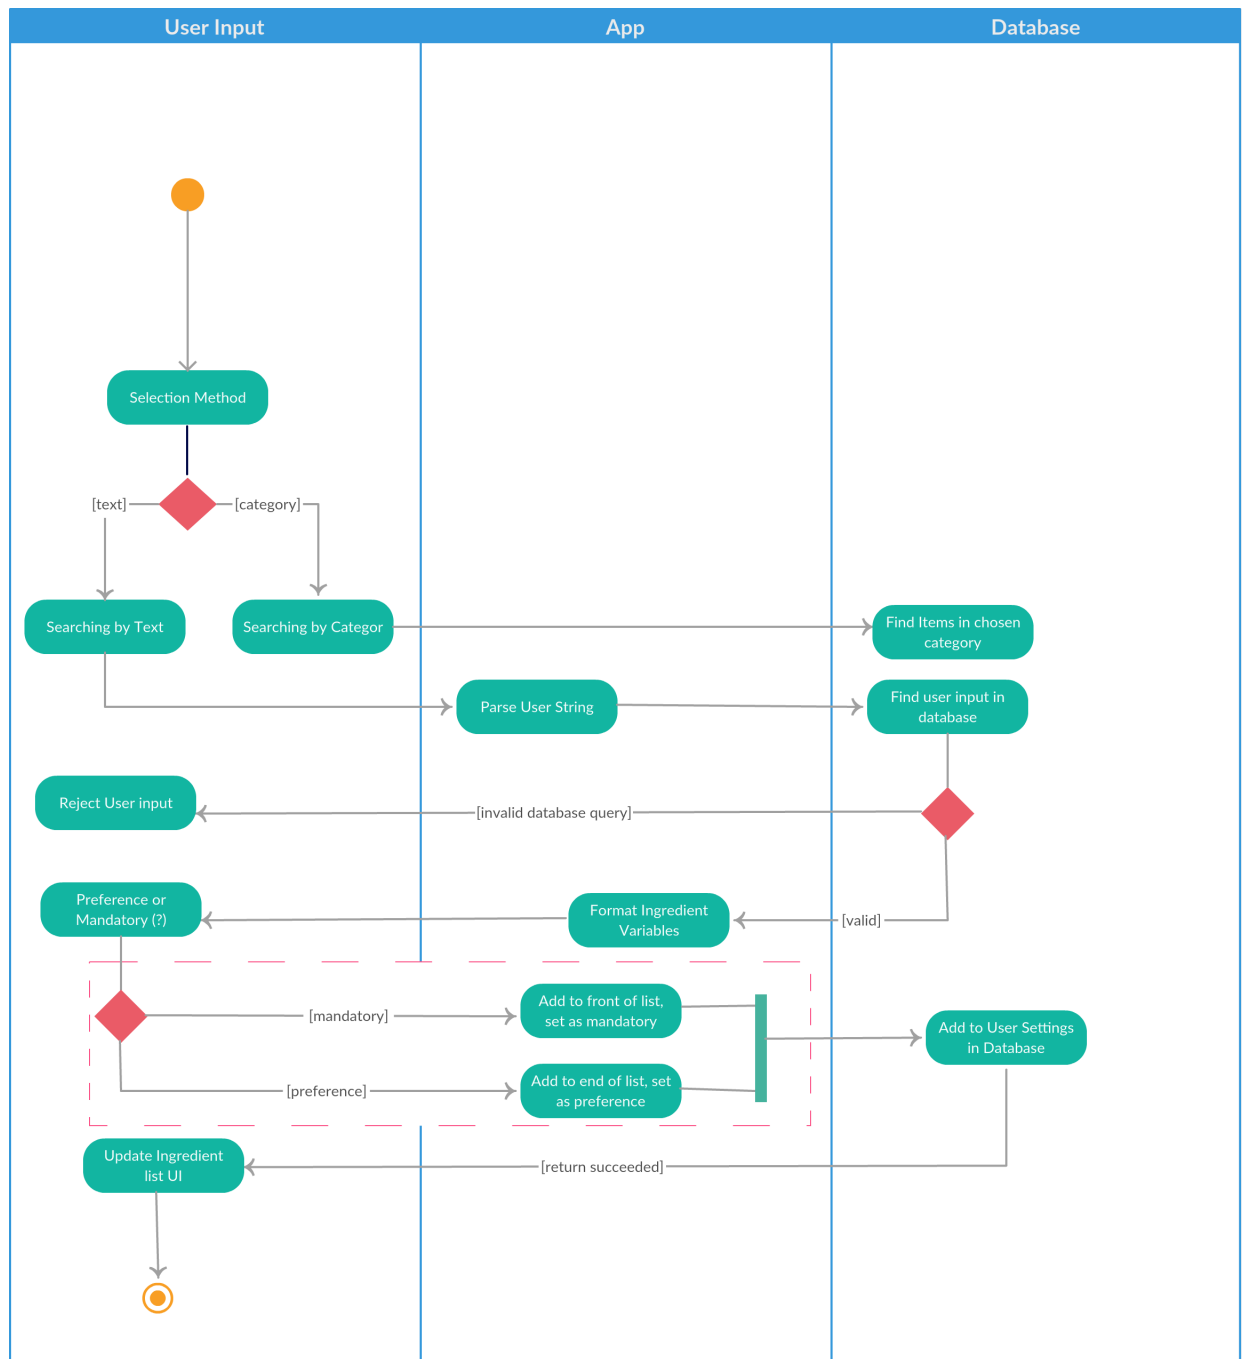 User Input
App
Database
Selection Method
[text]
[category]
Searching by Text
Searching by Categor
Find Items in chosen
category
Parse User String
Find user input in
database
Reject User input
[invalid database query]
Preference or
Mandatory (?)
Format Ingredient
Variables
[valid]
[mandatory]
Add to front of list,
set as mandatory
Add to User Settings
in Database
[preference]
Add to end of list, set
as preference
Update Ingredient
list UI
[return succeeded]